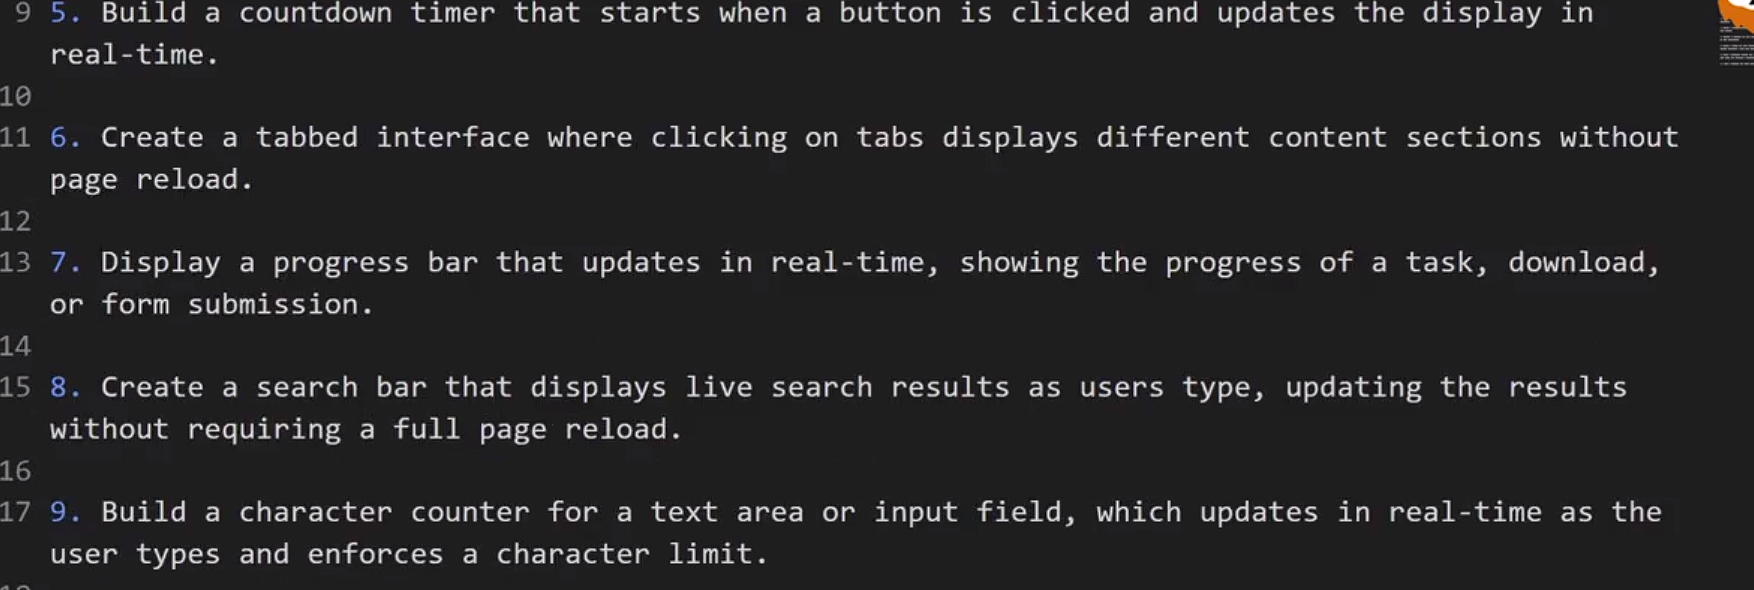 9 5. Build a countdown timer that starts when a button is clicked and updates the display in
real-time.
10
11 6. Create a tabbed interface where clicking on tabs displays different content sections without
page reload.
12
13 7. Display a progress bar that updates in real-time, showing the progress of a task, download,
or form submission.
14
15 8. Create a search bar that displays live search results as users type, updating the results
without requiring a full page reload.
16
17 9. Build a character counter for a text area or input field, which updates in real-time as the
user types and enforces a character limit.